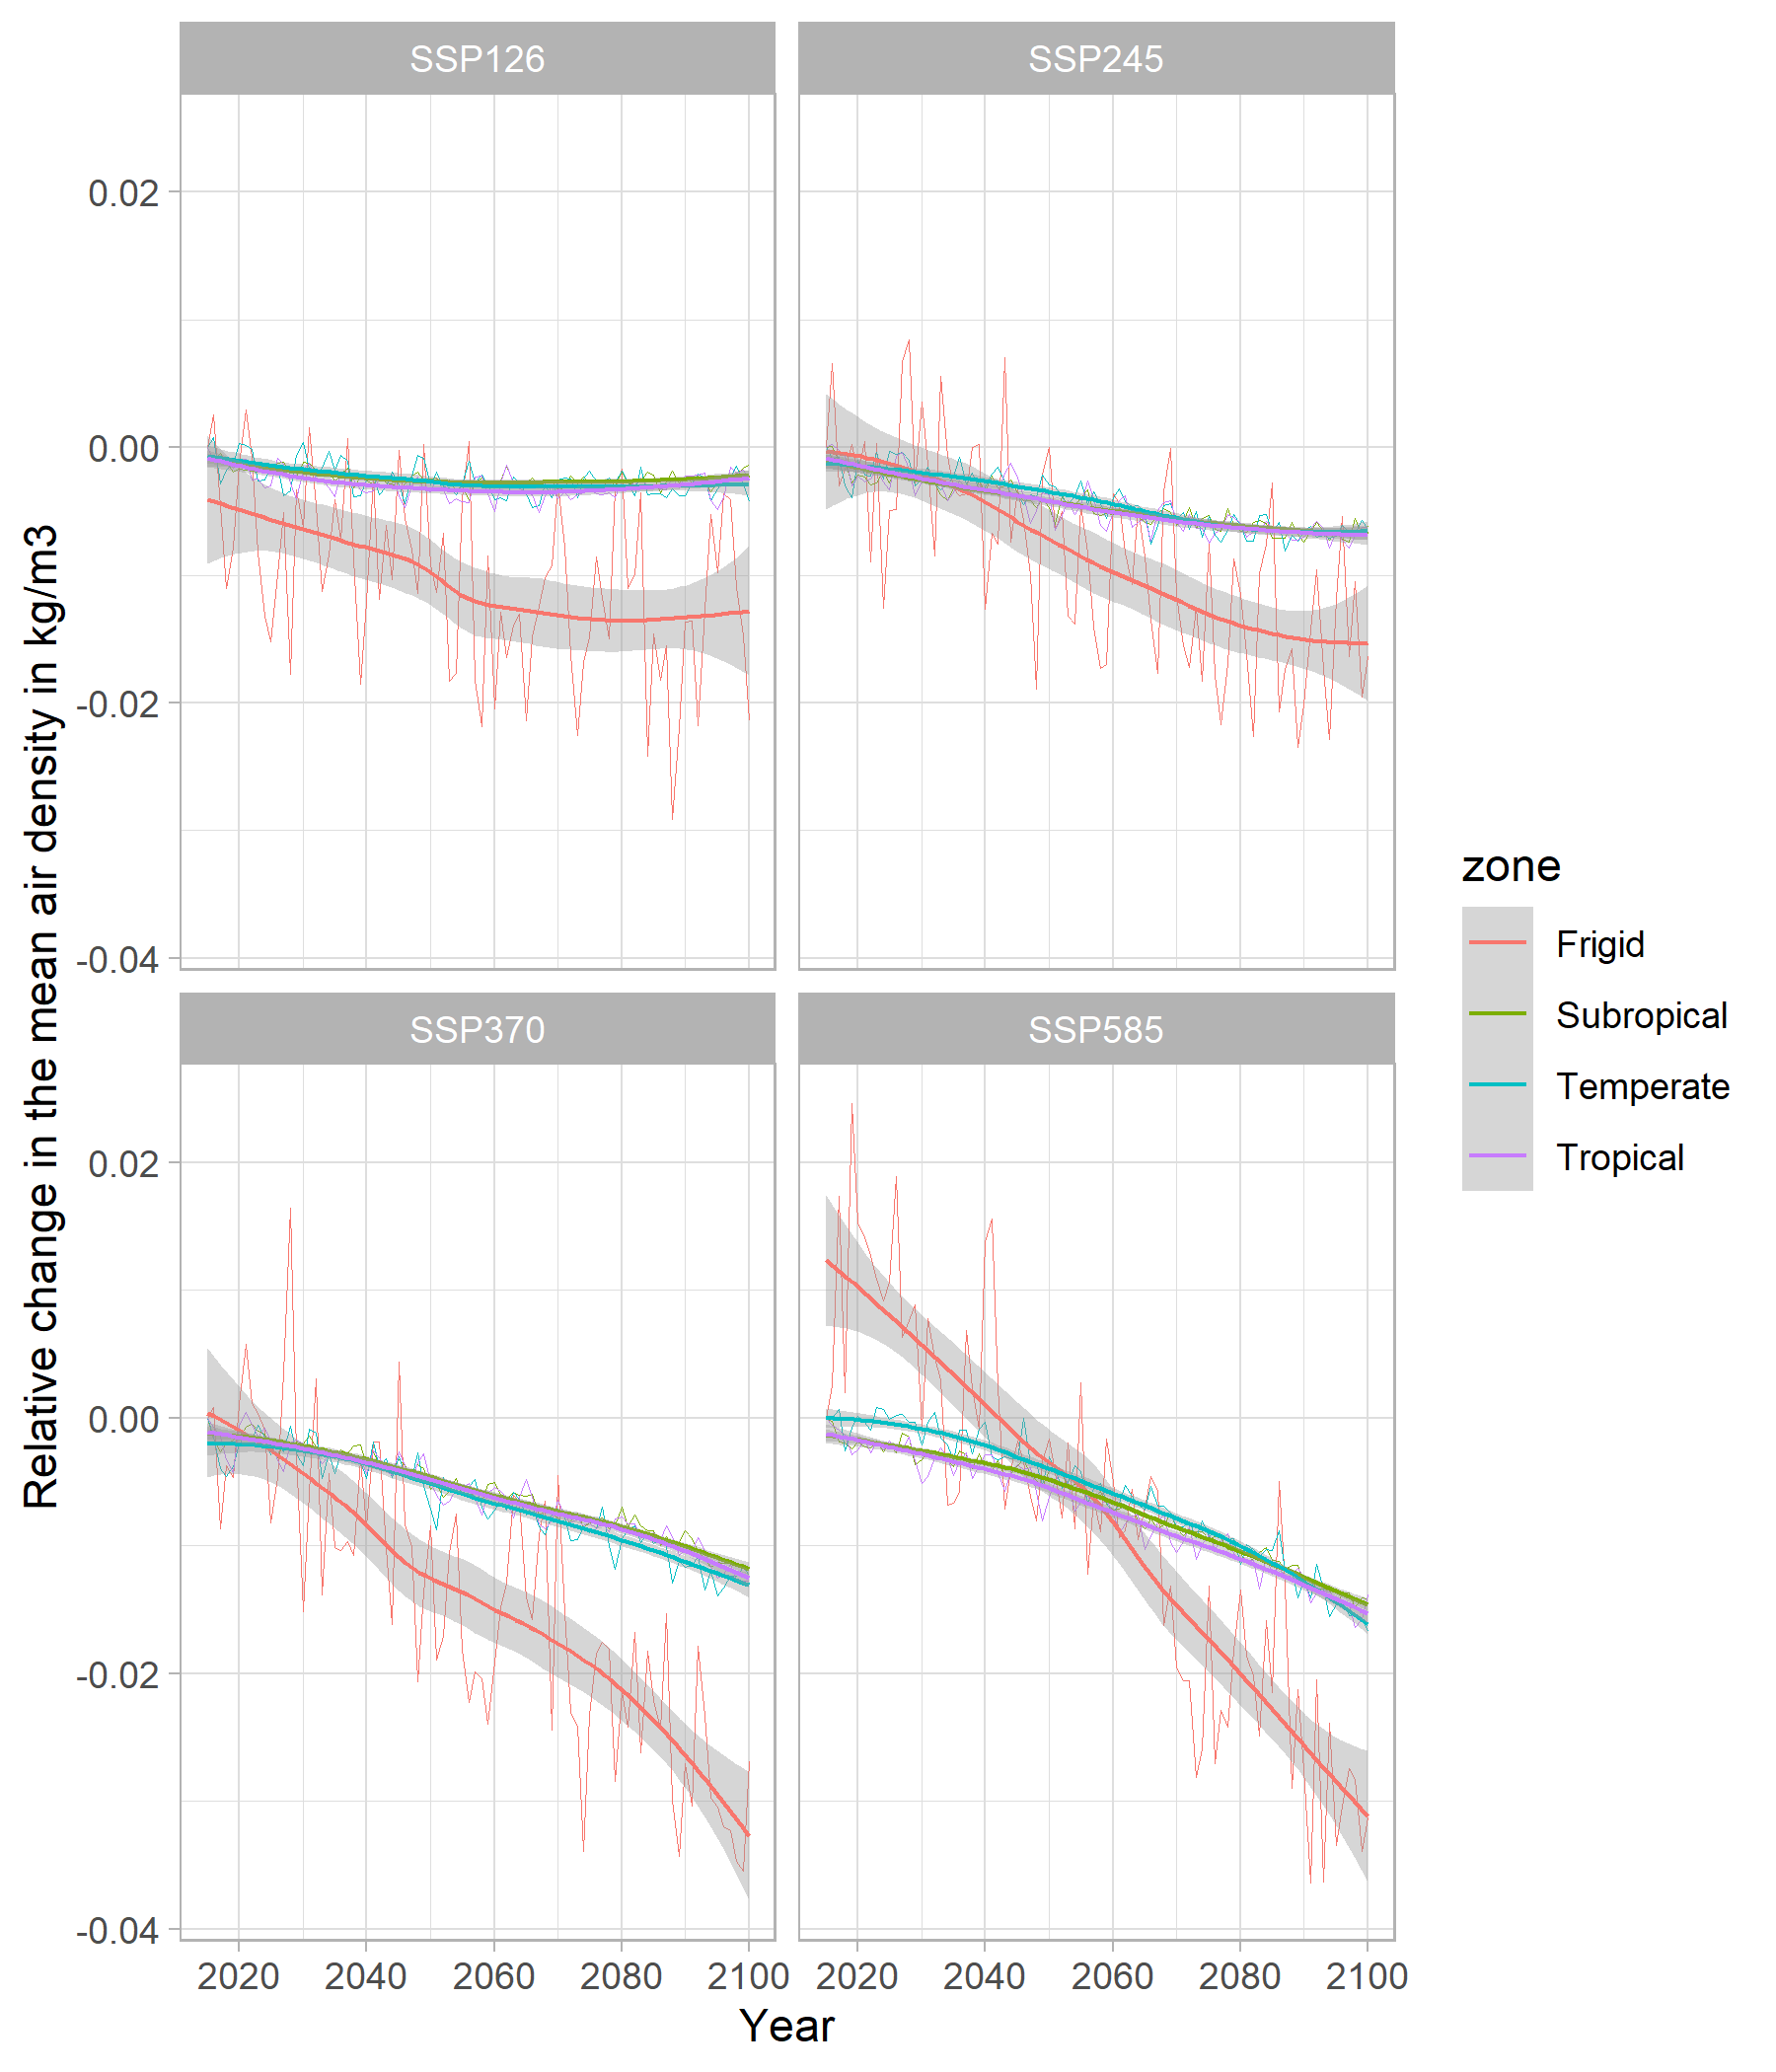 SSP126
SSP245
0.02
0.00
-0.02
-0.04
SSP370
SSP585
0.02
0.00
-0.02
-0.04
2020 2040 2060 2080 2100 2020 2040 2060 2080 2100
Year
Relative change in the mean air density in kg/m3
zone
Frigid
Subropical
Temperate
Tropical